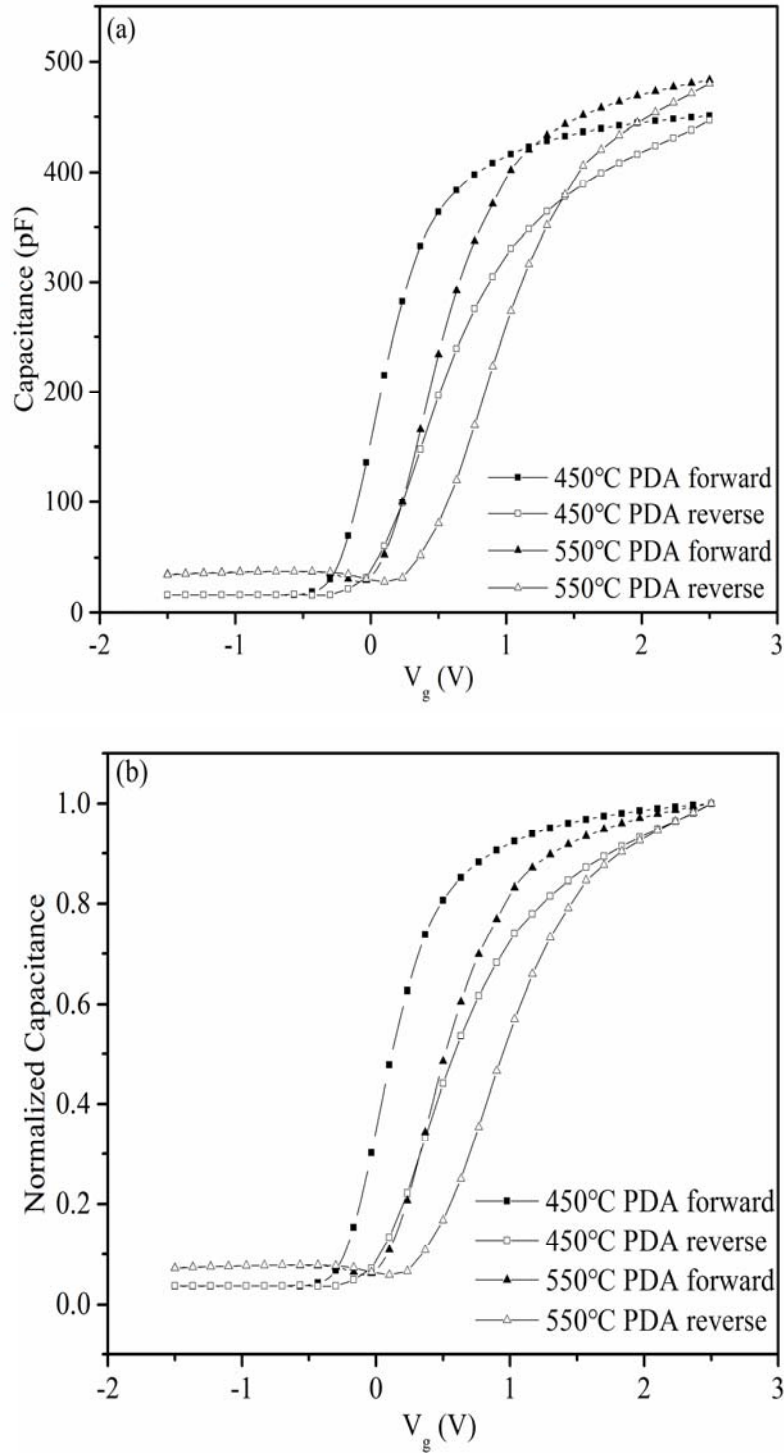 (a)
500
400
300
200
100
0
Capacitance (pF)
450℃ PDA forward
450℃ PDA reverse
550℃ PDA forward
550℃ PDA reverse
-2 -1 0 1 2 3
Vg (V)
(b)
1.0
0.8
0.6
0.4
0.2
0.0
Normalized Capacitance
450℃ PDA forward
450℃ PDA reverse
550℃ PDA forward
550℃ PDA reverse
-2 -1 0 1 2 3
Vg (V)